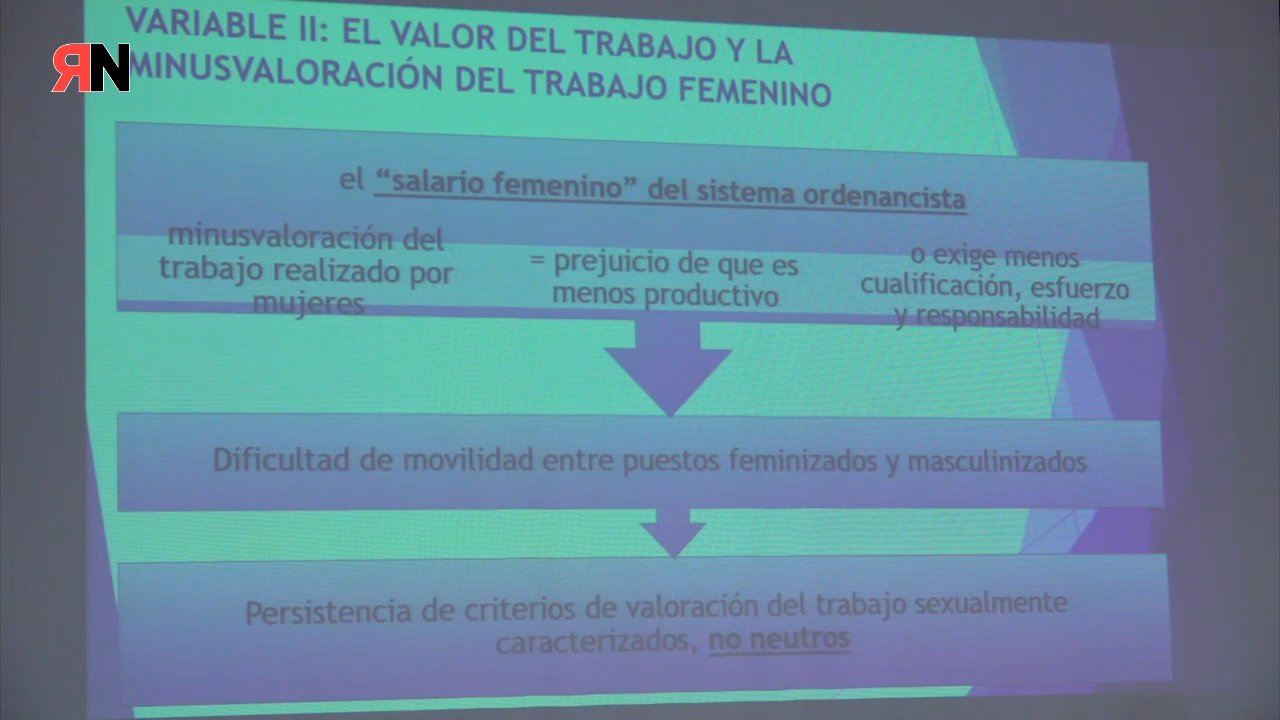 VARIABLE II: EL VALOR DEL TRABAJO Y LA
MINUSVALORACIÓN DEL TRABAJO FEMENINO
ЯN
el “salario femenino” del sistema ordenancista
minusvaloración del
trabajo realizado por
mujeres
= prejuicio de que es
menos productivo
o exige menos
cualificación, esfuerzo
y responsabilidad
Dificultad de movilidad entre puestos feminizados y masculinizados
Persistencia de criterios de valoración del trabajo sexualmente
caracterizados, no neutros